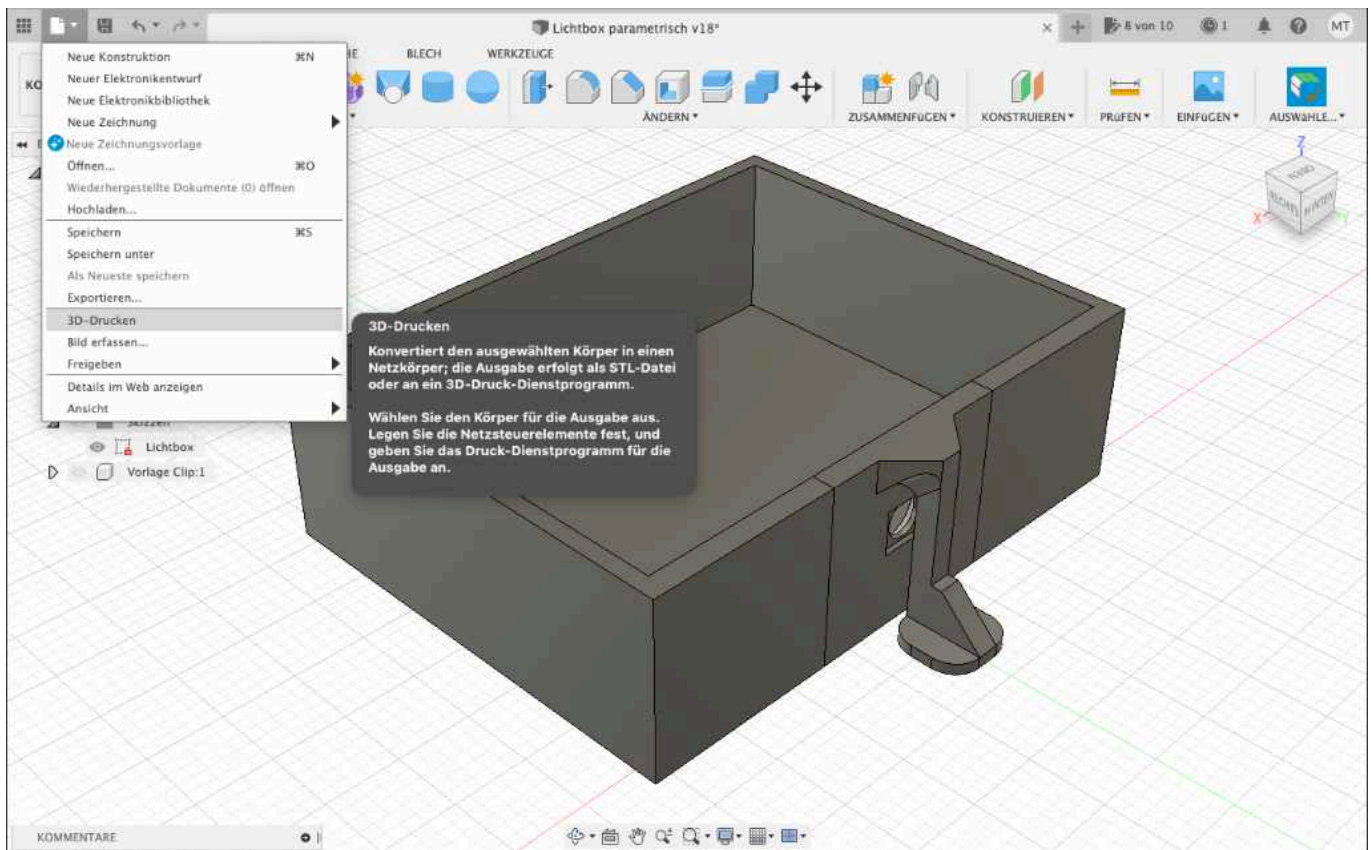 Lichtbox parametrisch v18*
8 von 10
1
MT
BLECH
WERKZEUGE
ÄNDERN
ZUSAMMENFÜGEN
KONSTRUIEREN
PRÜFEN
EINFÜGEN
AUSWÄHLE...
Neue Konstruktion ⌘N
Neuer Elektronikentwurf
Neue Elektronikbibliothek
Neue Zeichnung
Neue Zeichnungsvorlage
Öffnen... ⌘O
Wiederhergestellte Dokumente (0) öffnen
Hochladen...
Speichern ⌘S
Speichern unter
Als Neueste speichern
Exportieren...
3D-Drucken
Bild erfassen...
Freigeben
Details im Web anzeigen
Ansicht
3D-Drucken
Konvertiert den ausgewählten Körper in einen
Netzkörper; die Ausgabe erfolgt als STL-Datei
oder an ein 3D-Druck-Dienstprogramm.
Wählen Sie den Körper für die Ausgabe aus.
Legen Sie die Netzsteuerelemente fest, und
geben Sie das Druck-Dienstprogramm für die
Ausgabe an.
Skizzen
Lichtbox
Vorlage Clip:1
Z
X
Y
OBEN
RECHTS
HINTEN
KOMMENTARE